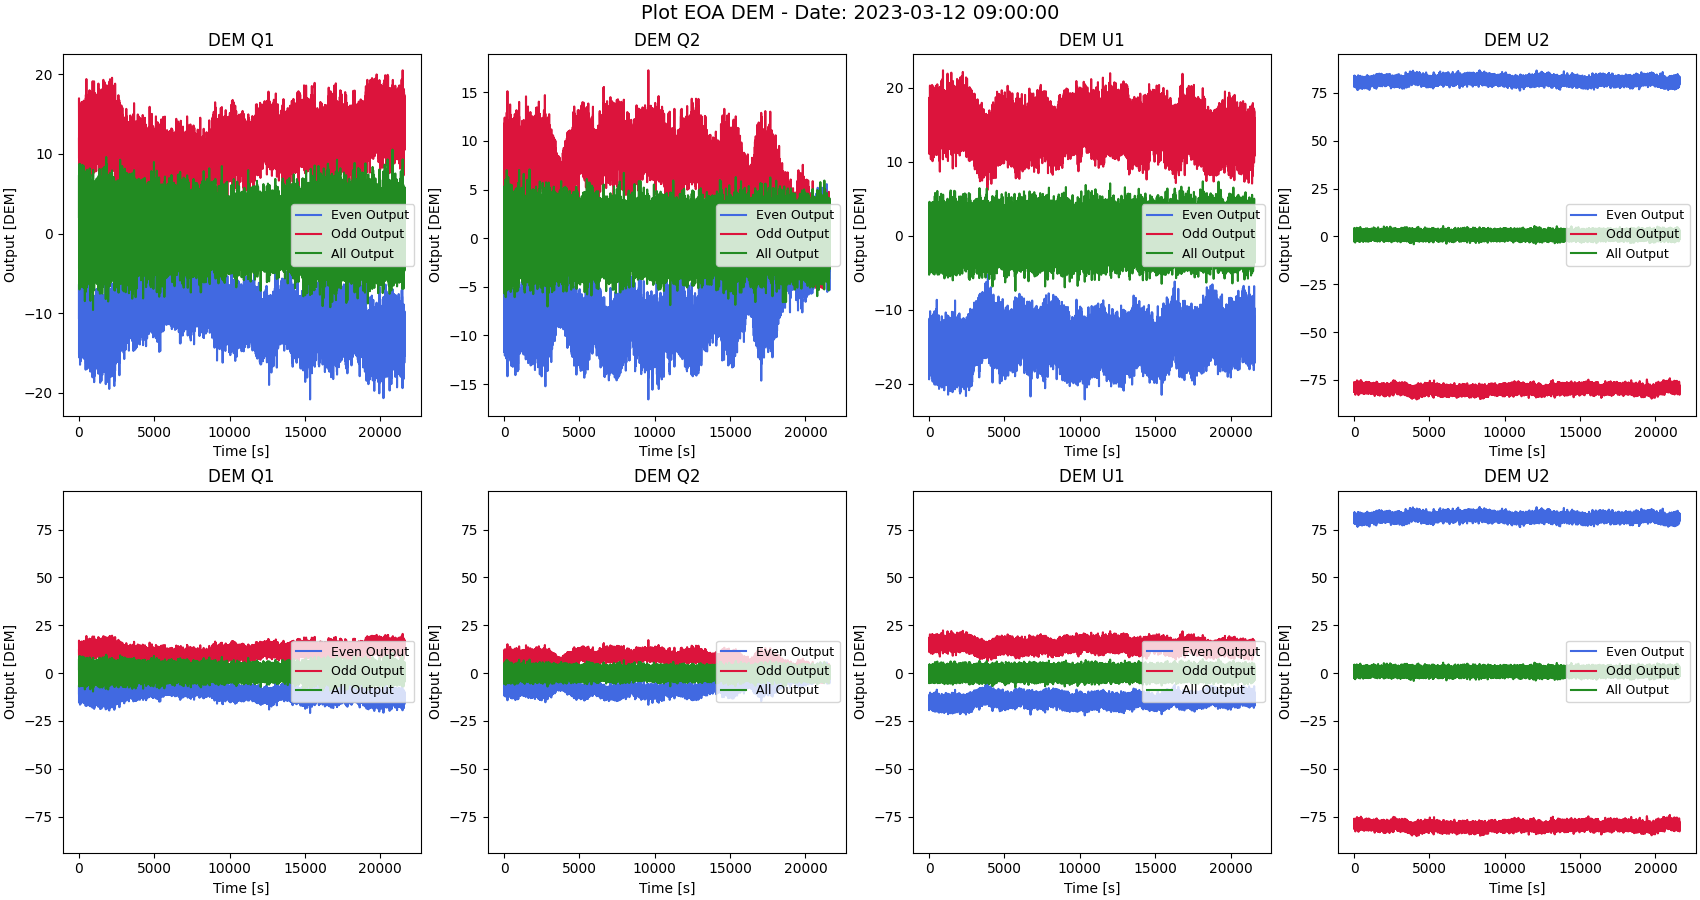 Plot EOA DEM - Date: 2023-03-12 09:00:00
DEM Q1
20
10
0
−10
−20
Output [DEM]
0 5000 10000 15000 20000
Time [s]
Even Output
Odd Output
All Output
DEM Q2
15
10
5
0
−5
−10
−15
Output [DEM]
0 5000 10000 15000 20000
Time [s]
Even Output
Odd Output
All Output
DEM U1
20
10
0
−10
−20
Output [DEM]
0 5000 10000 15000 20000
Time [s]
Even Output
Odd Output
All Output
DEM U2
75
50
25
0
−25
−50
−75
Output [DEM]
0 5000 10000 15000 20000
Time [s]
Even Output
Odd Output
All Output
DEM Q1
75
50
25
0
−25
−50
−75
Output [DEM]
0 5000 10000 15000 20000
Time [s]
Even Output
Odd Output
All Output
DEM Q2
75
50
25
0
−25
−50
−75
Output [DEM]
0 5000 10000 15000 20000
Time [s]
Even Output
Odd Output
All Output
DEM U1
75
50
25
0
−25
−50
−75
Output [DEM]
0 5000 10000 15000 20000
Time [s]
Even Output
Odd Output
All Output
DEM U2
75
50
25
0
−25
−50
−75
Output [DEM]
0 5000 10000 15000 20000
Time [s]
Even Output
Odd Output
All Output